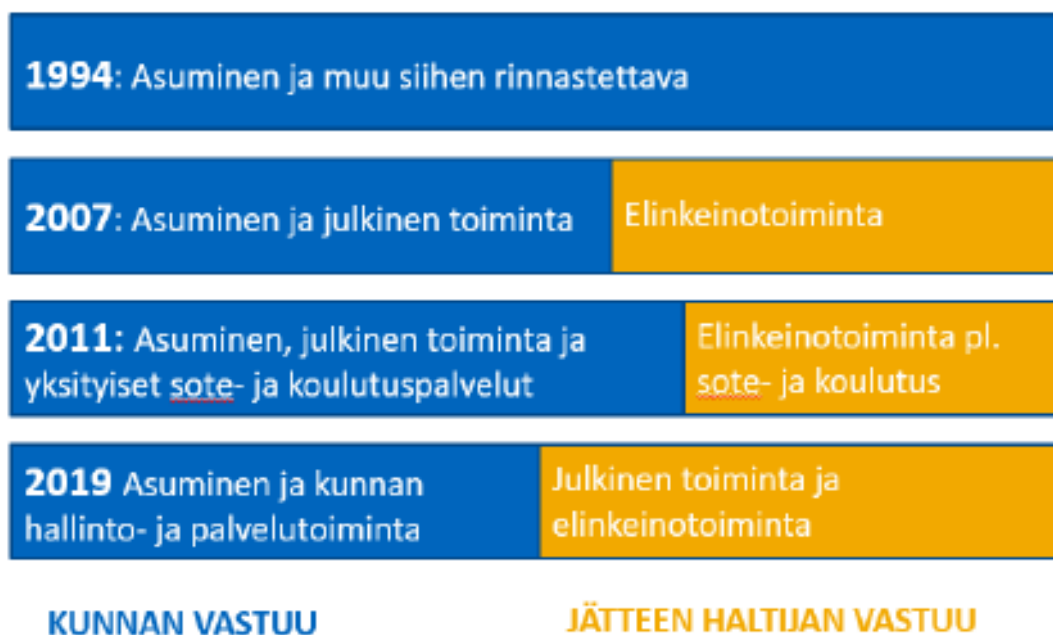 1994: Asuminen ja muu siihen rinnastettava
2007: Asuminen ja julkinen toiminta
Elinkeinotoiminta
2011: Asuminen, julkinen toiminta ja
yksityiset sote- ja koulutuspalvelut
Elinkeinotoiminta pl.
sote- ja koulutus
2019 Asuminen ja kunnan
hallinto- ja palvelutoiminta
Julkinen toiminta ja
elinkeinotoiminta
KUNNAN VASTUU
JÄTTEEN HALTIJAN VASTUU